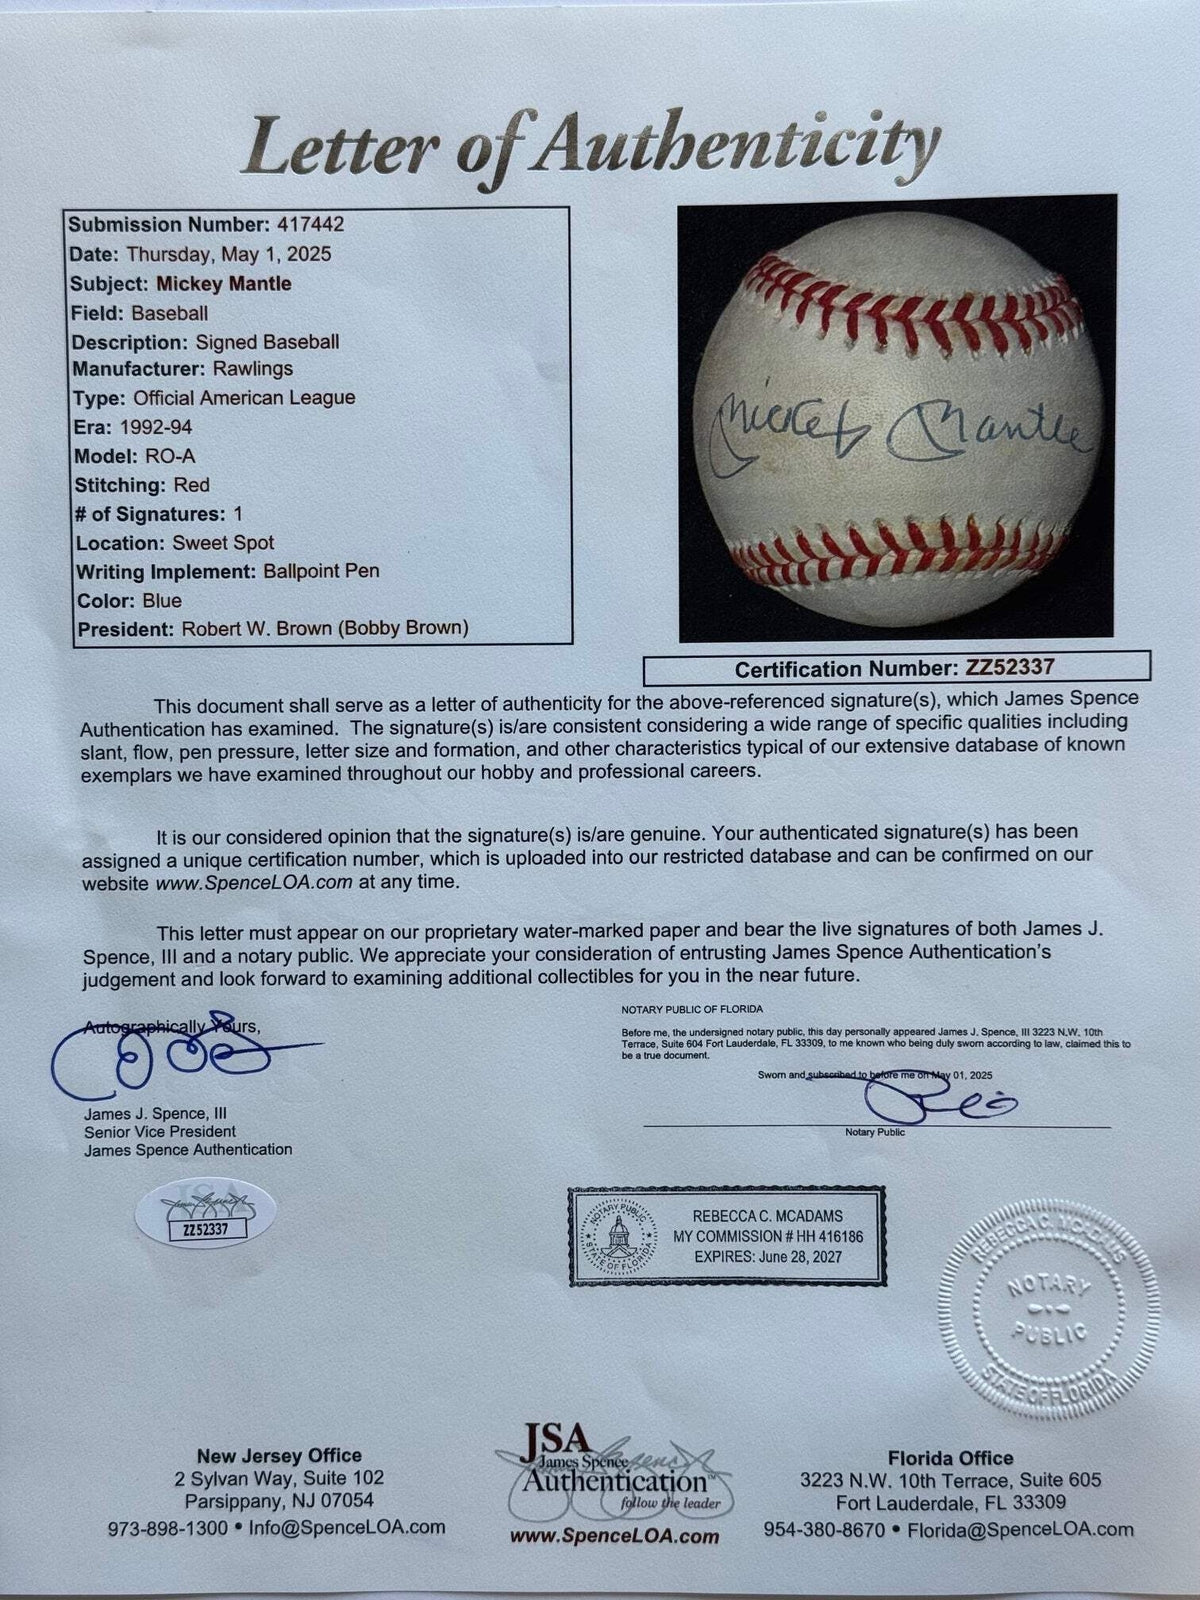 Letter of Authenticity
Submission Number: 417442
Date: Thursday, May 1, 2025
Subject: Mickey Mantle
Field: Baseball
Description: Signed Baseball
Manufacturer: Rawlings
Type: Official American League
Era: 1992-94
Model: RO-A
Stitching: Red
# of Signatures: 1
Location: Sweet Spot
Writing Implement: Ballpoint Pen
Color: Blue
President: Robert W. Brown (Bobby Brown)
Mickey Mantle
Certification Number: ZZ52337
This document shall serve as a letter of authenticity for the above-referenced signature(s), which James Spence
Authentication has examined. The signature(s) is/are consistent considering a wide range of specific qualities including
slant, flow, pen pressure, letter size and formation, and other characteristics typical of our extensive database of known
exemplars we have examined throughout our hobby and professional careers.
It is our considered opinion that the signature(s) is/are genuine. Your authenticated signature(s) has been
assigned a unique certification number, which is uploaded into our restricted database and can be confirmed on our
website www.SpenceLOA.com at any time.
This letter must appear on our proprietary water-marked paper and bear the live signatures of both James J.
Spence, III and a notary public. We appreciate your consideration of entrusting James Spence Authentication's
judgement and look forward to examining additional collectibles for you in the near future.
Autographically Yours,
James J. Spence, III
Senior Vice President
James Spence Authentication
NOTARY PUBLIC OF FLORIDA
Before me, the undersigned notary public, this day personally appeared James J. Spence, III 3223 N.W. 10th
Terrace, Suite 604 Fort Lauderdale, FL 33309, to me known who being duly sworn according to law, claimed this to
be a true document.
Sworn and subscribed to before me on May 01, 2025
Notary Public
ZZ52337
NOTARY PUBLIC
STATE OF FLORIDA
REBECCA C. MCADAMS
MY COMMISSION # HH 416186
EXPIRES: June 28, 2027
REBECCA C. MCADAMS
NOTARY
PUBLIC
STATE OF FLORIDA
New Jersey Office
2 Sylvan Way, Suite 102
Parsippany, NJ 07054
973-898-1300 • Info@SpenceLOA.com
JSA
James Spence
Authentication™
follow the leader
www.SpenceLOA.com
Florida Office
3223 N.W. 10th Terrace, Suite 605
Fort Lauderdale, FL 33309
954-380-8670 • Florida@SpenceLOA.com